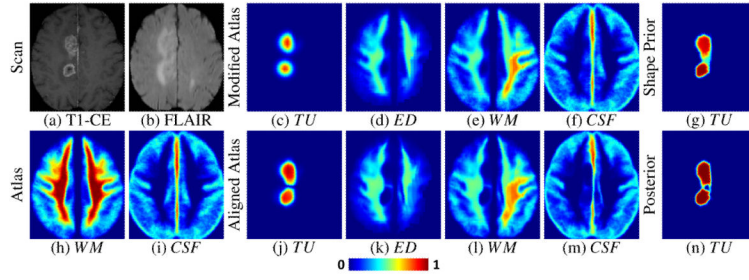 Scan
(a) T1-CE
(b) FLAIR
Modified Atlas
(c) TU
(d) ED
(e) WM
(f) CSF
Shape Prior
(g) TU
Atlas
(h) WM
(i) CSF
Aligned Atlas
(j) TU
(k) ED
(l) WM
(m) CSF
Posterior
(n) TU
0
1